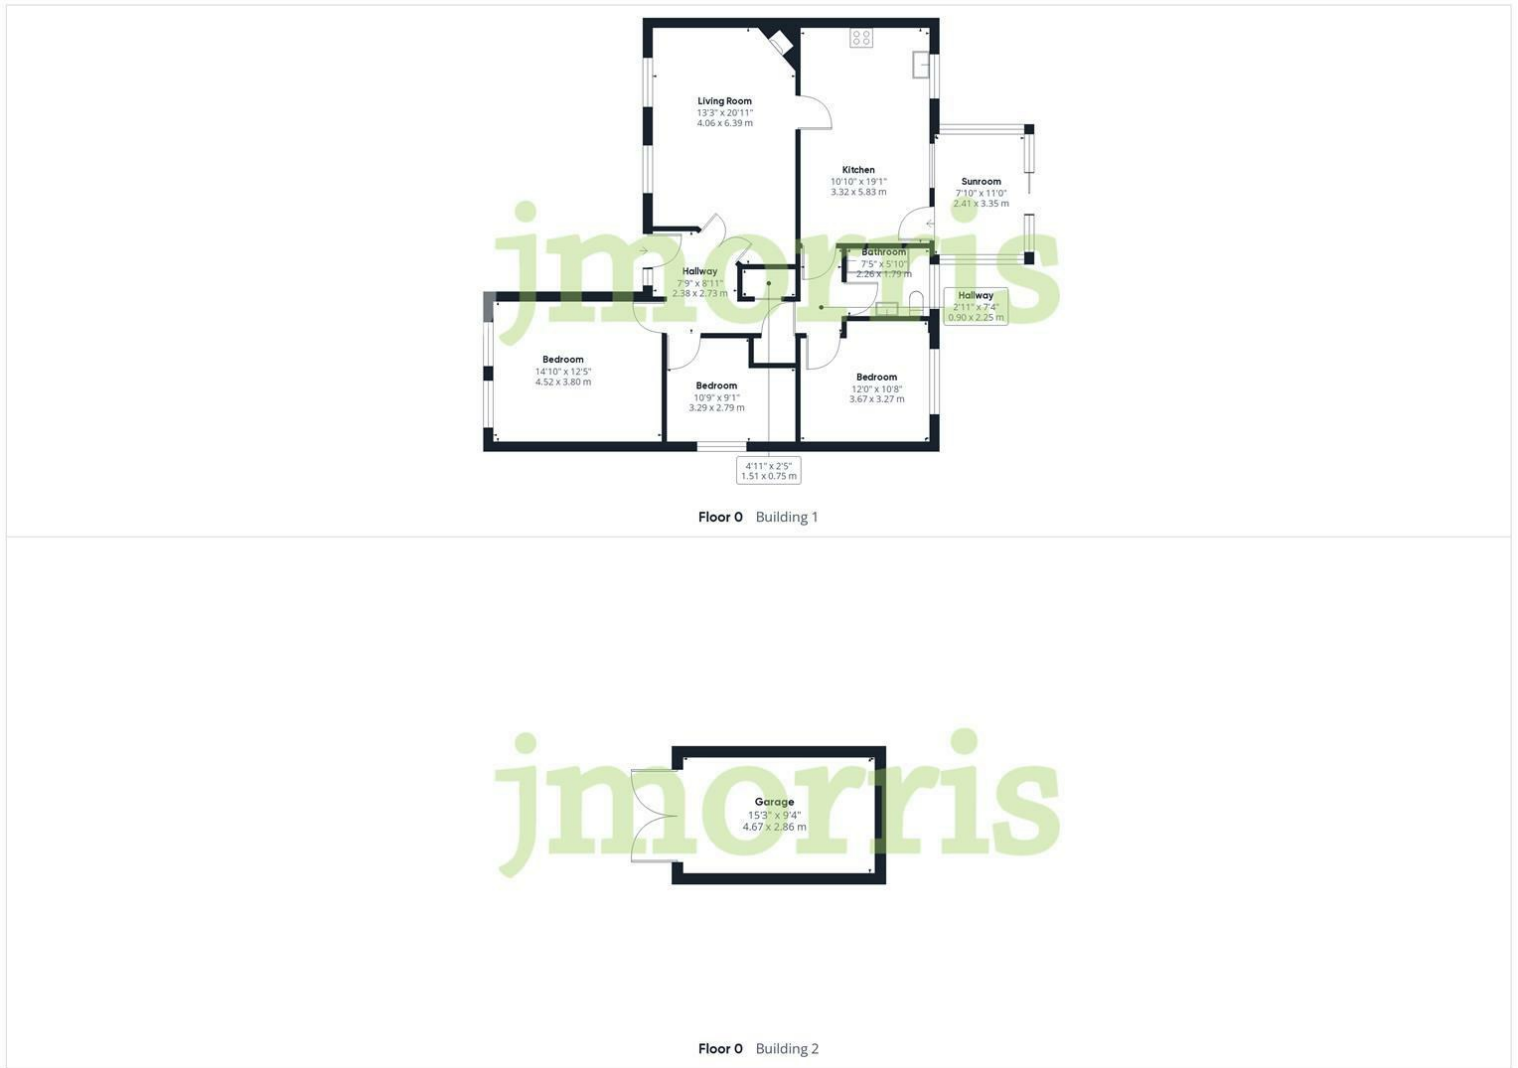 Living Room
13'3" x 20'11"
4.06 x 6.39 m
Kitchen
10'10" x 19'1"
3.32 x 5.83 m
Sunroom
7'10" x 11'0"
2.41 x 3.35 m
Bathroom
7'5" x 5'10"
2.26 x 1.79 m
Hallway
7'9" x 8'11"
2.38 x 2.73 m
Hallway
2'11" x 7'4"
0.90 x 2.25 m
jmorris
Bedroom
14'10" x 12'5"
4.52 x 3.80 m
Bedroom
10'9" x 9'1"
3.29 x 2.79 m
Bedroom
12'0" x 10'8"
3.67 x 3.27 m
4'11" x 2'5"
1.51 x 0.75 m
Floor 0 Building 1
jmorris
Garage
15'3" x 9'4"
4.67 x 2.86 m
Floor 0 Building 2